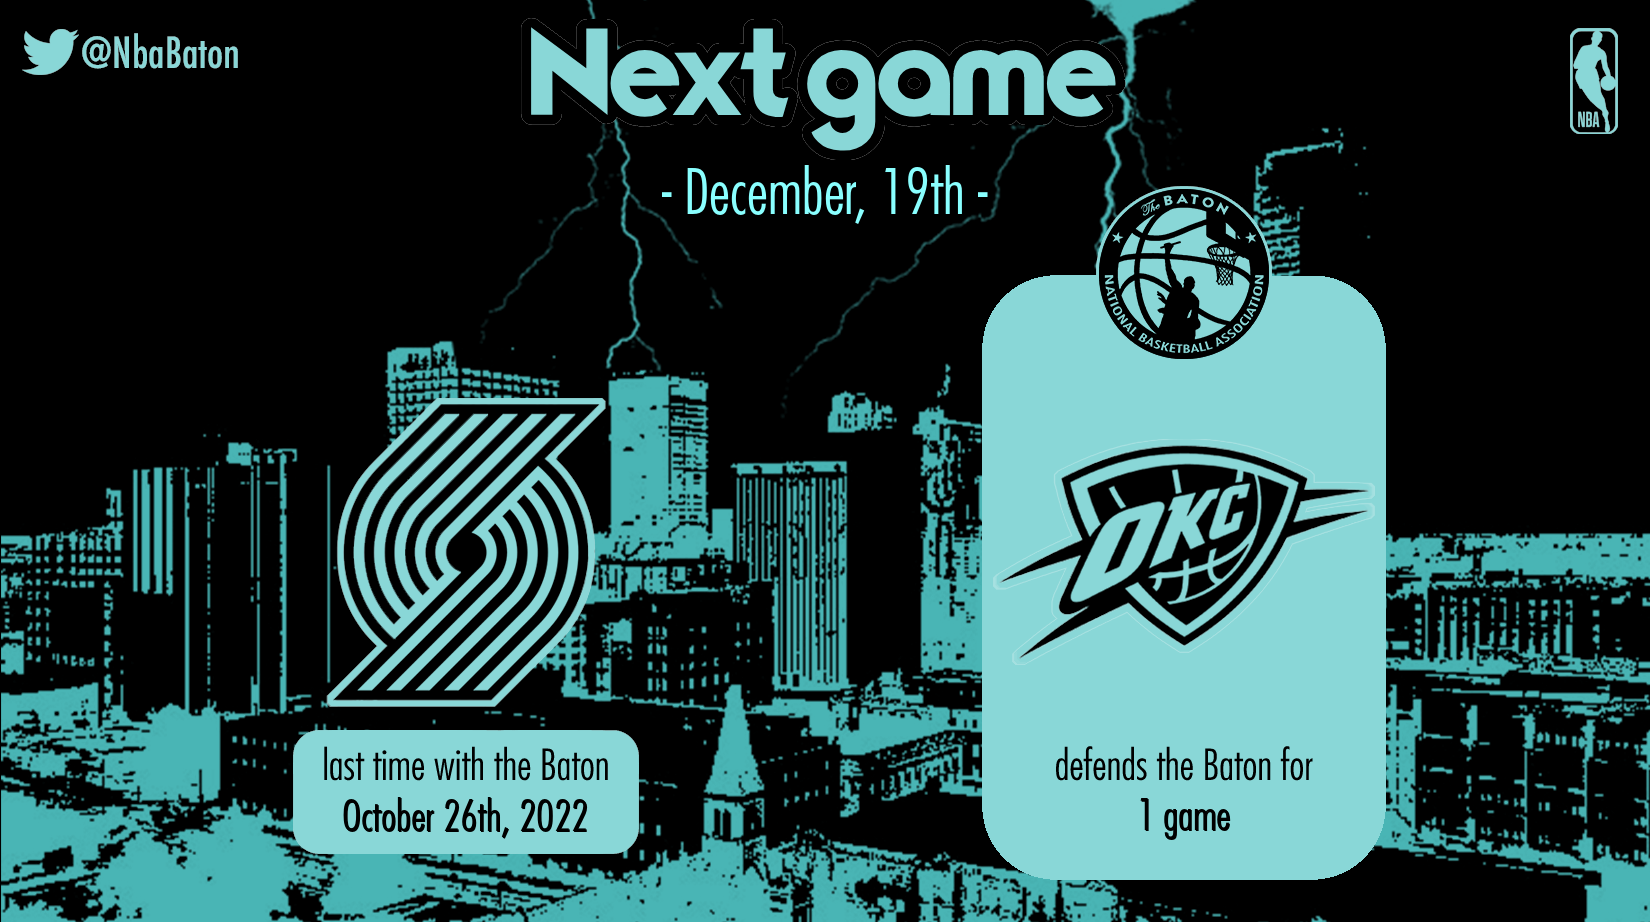 @NbaBaton
Next game
NBA
- December, 19th -
The BATON
NATIONAL BASKETBALL ASSOCIATION
OKC
last time with the Baton
October 26th, 2022
defends the Baton for
1 game